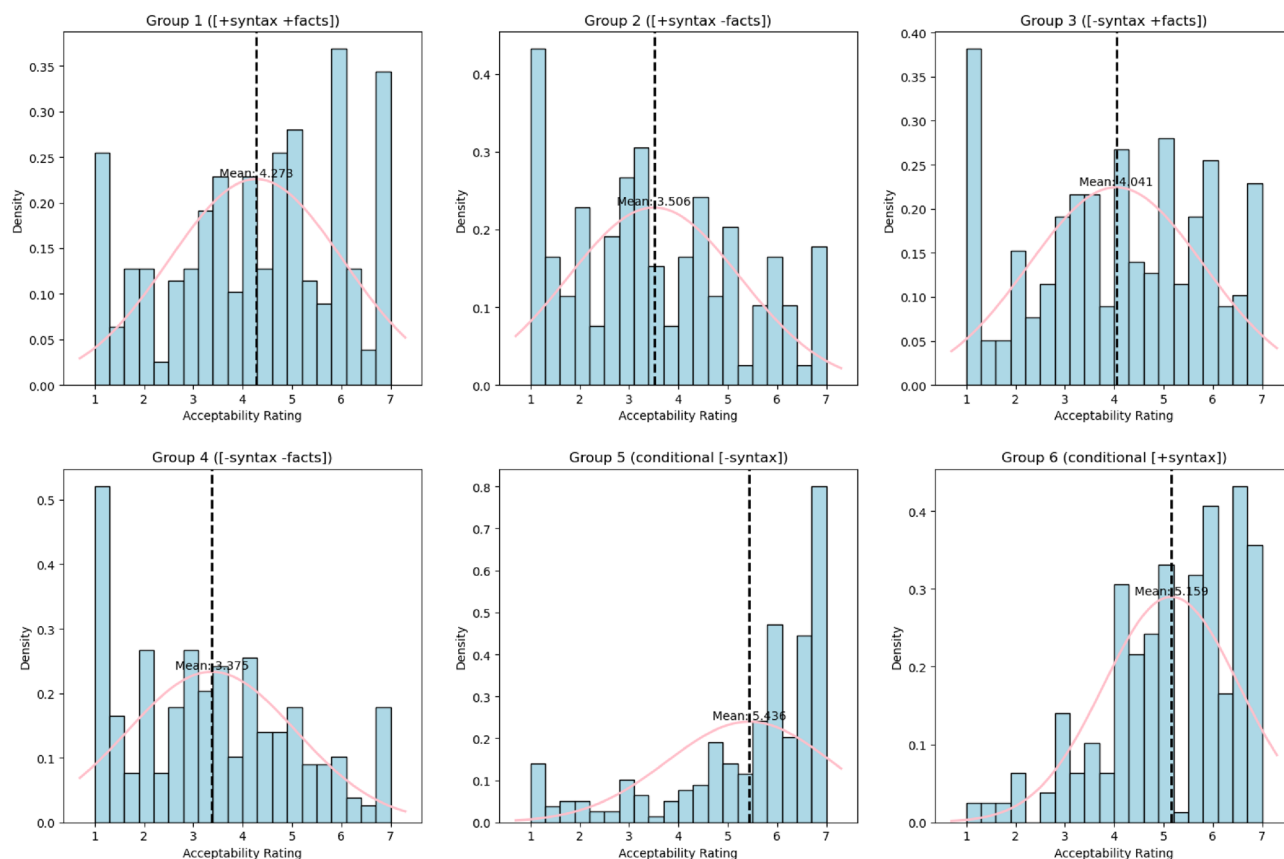 Group 1 ([+syntax +facts])
0.35
0.30
0.25
0.20
0.15
0.10
0.05
0.00
Density
Mean: 4.273
1 2 3 4 5 6 7
Acceptability Rating
Group 2 ([+syntax -facts])
0.4
0.3
0.2
0.1
0.0
Density
Mean: 3.506
1 2 3 4 5 6 7
Acceptability Rating
Group 3 ([-syntax +facts])
0.40
0.35
0.30
0.25
0.20
0.15
0.10
0.05
0.00
Density
Mean: 4.041
1 2 3 4 5 6 7
Acceptability Rating
Group 4 ([-syntax -facts])
0.5
0.4
0.3
0.2
0.1
0.0
Density
Mean: 3.375
1 2 3 4 5 6 7
Acceptability Rating
Group 5 (conditional [-syntax])
0.8
0.7
0.6
0.5
0.4
0.3
0.2
0.1
0.0
Density
Mean: 5.436
1 2 3 4 5 6 7
Acceptability Rating
Group 6 (conditional [+syntax])
0.4
0.3
0.2
0.1
0.0
Density
Mean: 5.159
1 2 3 4 5 6 7
Acceptability Rating